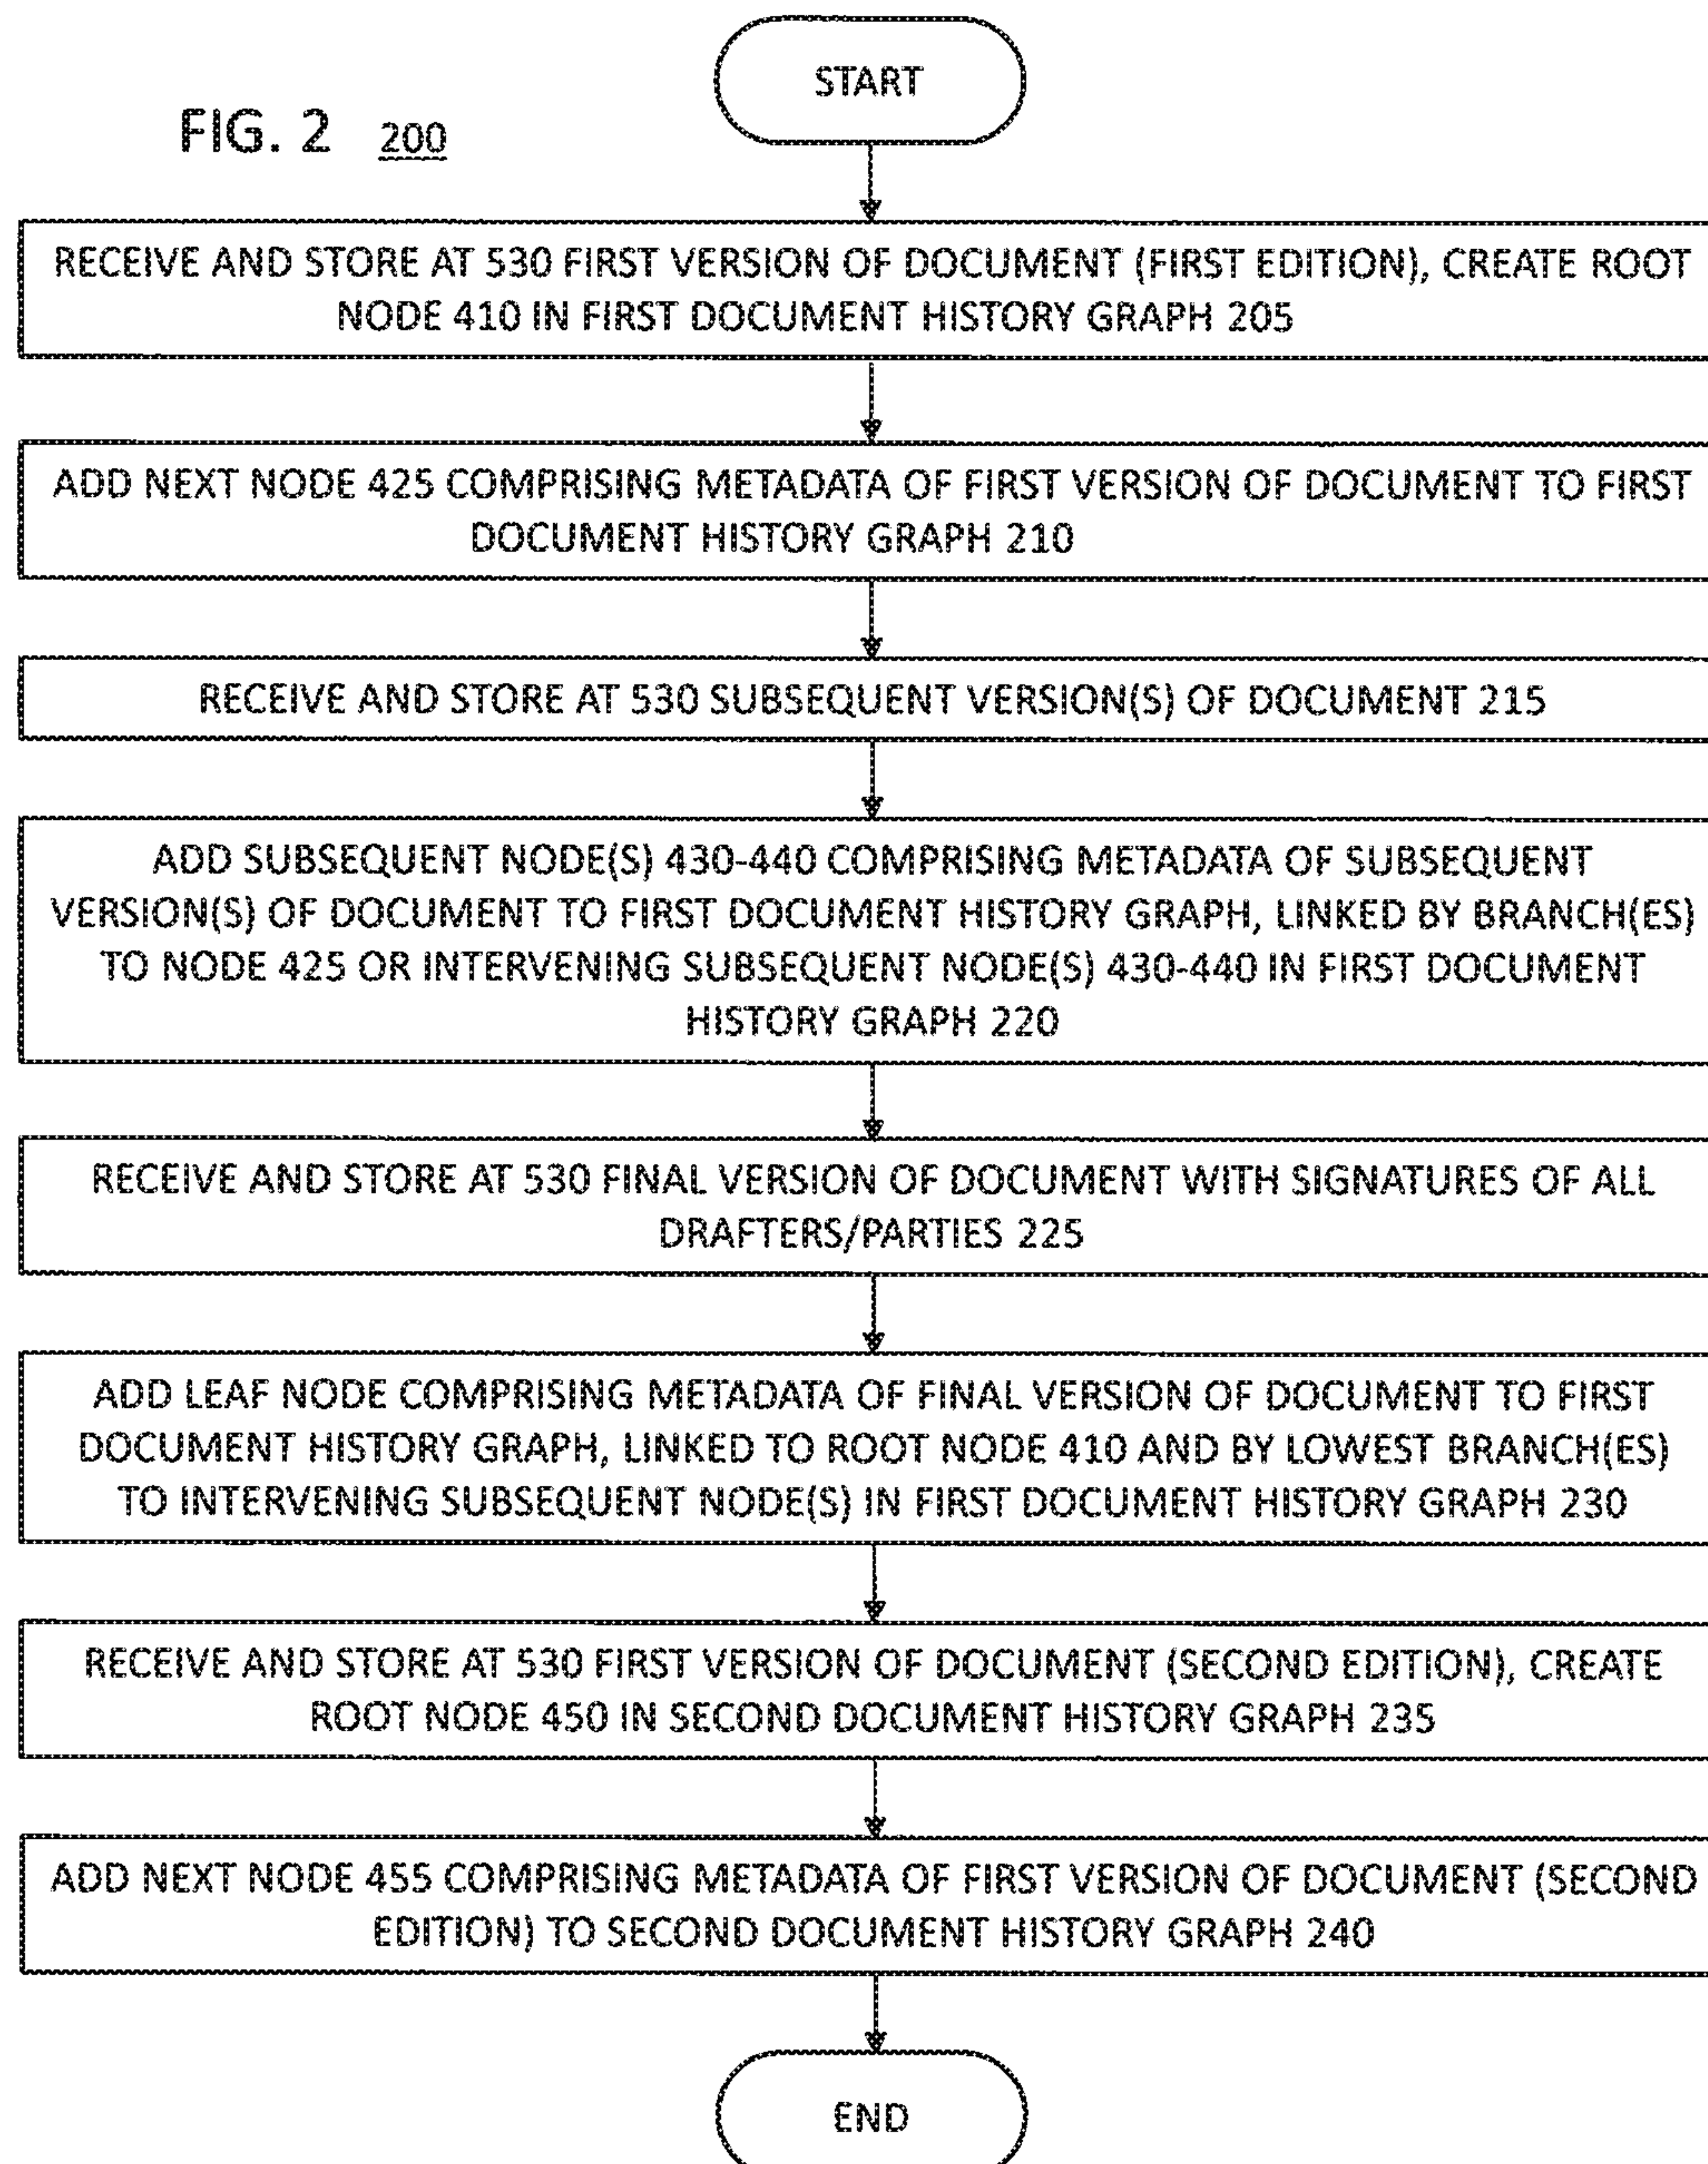 START
FIG. 2 200
RECEIVE AND STORE AT 530 FIRST VERSION OF DOCUMENT (FIRST EDITION), CREATE ROOT
NODE 410 IN FIRST DOCUMENT HISTORY GRAPH 205
ADD NEXT NODE 425 COMPRISING METADATA OF FIRST VERSION OF DOCUMENT TO FIRST
DOCUMENT HISTORY GRAPH 210
RECEIVE AND STORE AT 530 SUBSEQUENT VERSION(S) OF DOCUMENT 215
ADD SUBSEQUENT NODE(S) 430-440 COMPRISING METADATA OF SUBSEQUENT
VERSION(S) OF DOCUMENT TO FIRST DOCUMENT HISTORY GRAPH, LINKED BY BRANCH(ES)
TO NODE 425 OR INTERVENING SUBSEQUENT NODE(S) 430-440 IN FIRST DOCUMENT
HISTORY GRAPH 220
RECEIVE AND STORE AT 530 FINAL VERSION OF DOCUMENT WITH SIGNATURES OF ALL
DRAFTERS/PARTIES 225
ADD LEAF NODE COMPRISING METADATA OF FINAL VERSION OF DOCUMENT TO FIRST
DOCUMENT HISTORY GRAPH, LINKED TO ROOT NODE 410 AND BY LOWEST BRANCH(ES)
TO INTERVENING SUBSEQUENT NODE(S) IN FIRST DOCUMENT HISTORY GRAPH 230
RECEIVE AND STORE AT 530 FIRST VERSION OF DOCUMENT (SECOND EDITION), CREATE
ROOT NODE 450 IN SECOND DOCUMENT HISTORY GRAPH 235
ADD NEXT NODE 455 COMPRISING METADATA OF FIRST VERSION OF DOCUMENT (SECOND
EDITION) TO SECOND DOCUMENT HISTORY GRAPH 240
END